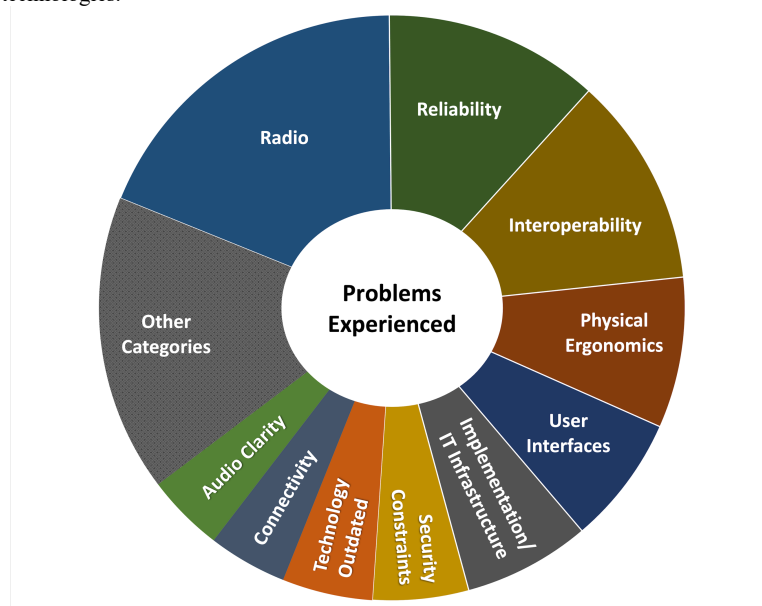 Radio
Reliability
Interoperability
Physical
Ergonomics
User
Interfaces
Implementation/
IT Infrastructure
Security
Constraints
Technology
Outdated
Connectivity
Audio Clarity
Other
Categories
Problems
Experienced